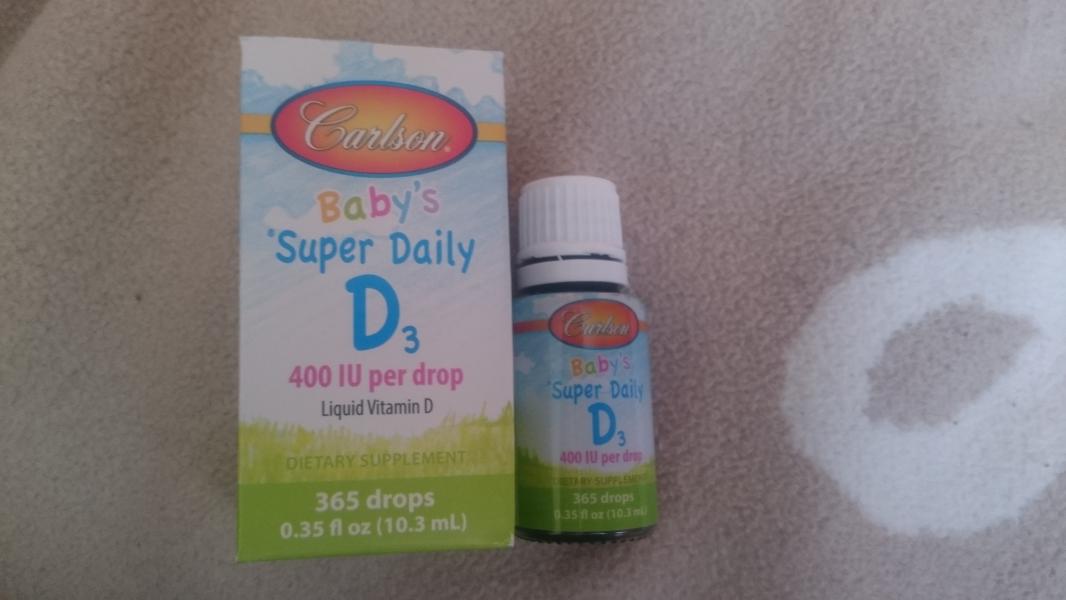 Carlson
Baby's
Super Daily
D3
400 IU per drop
Liquid Vitamin D
DIETARY SUPPLEMENT
365 drops
0.35 fl oz (10.3 mL)
Carlson
Baby's
Super Daily
D3
400 IU per drop
DIETARY SUPPLEMENT
365 drops
0.35 fl oz (10.3 mL)